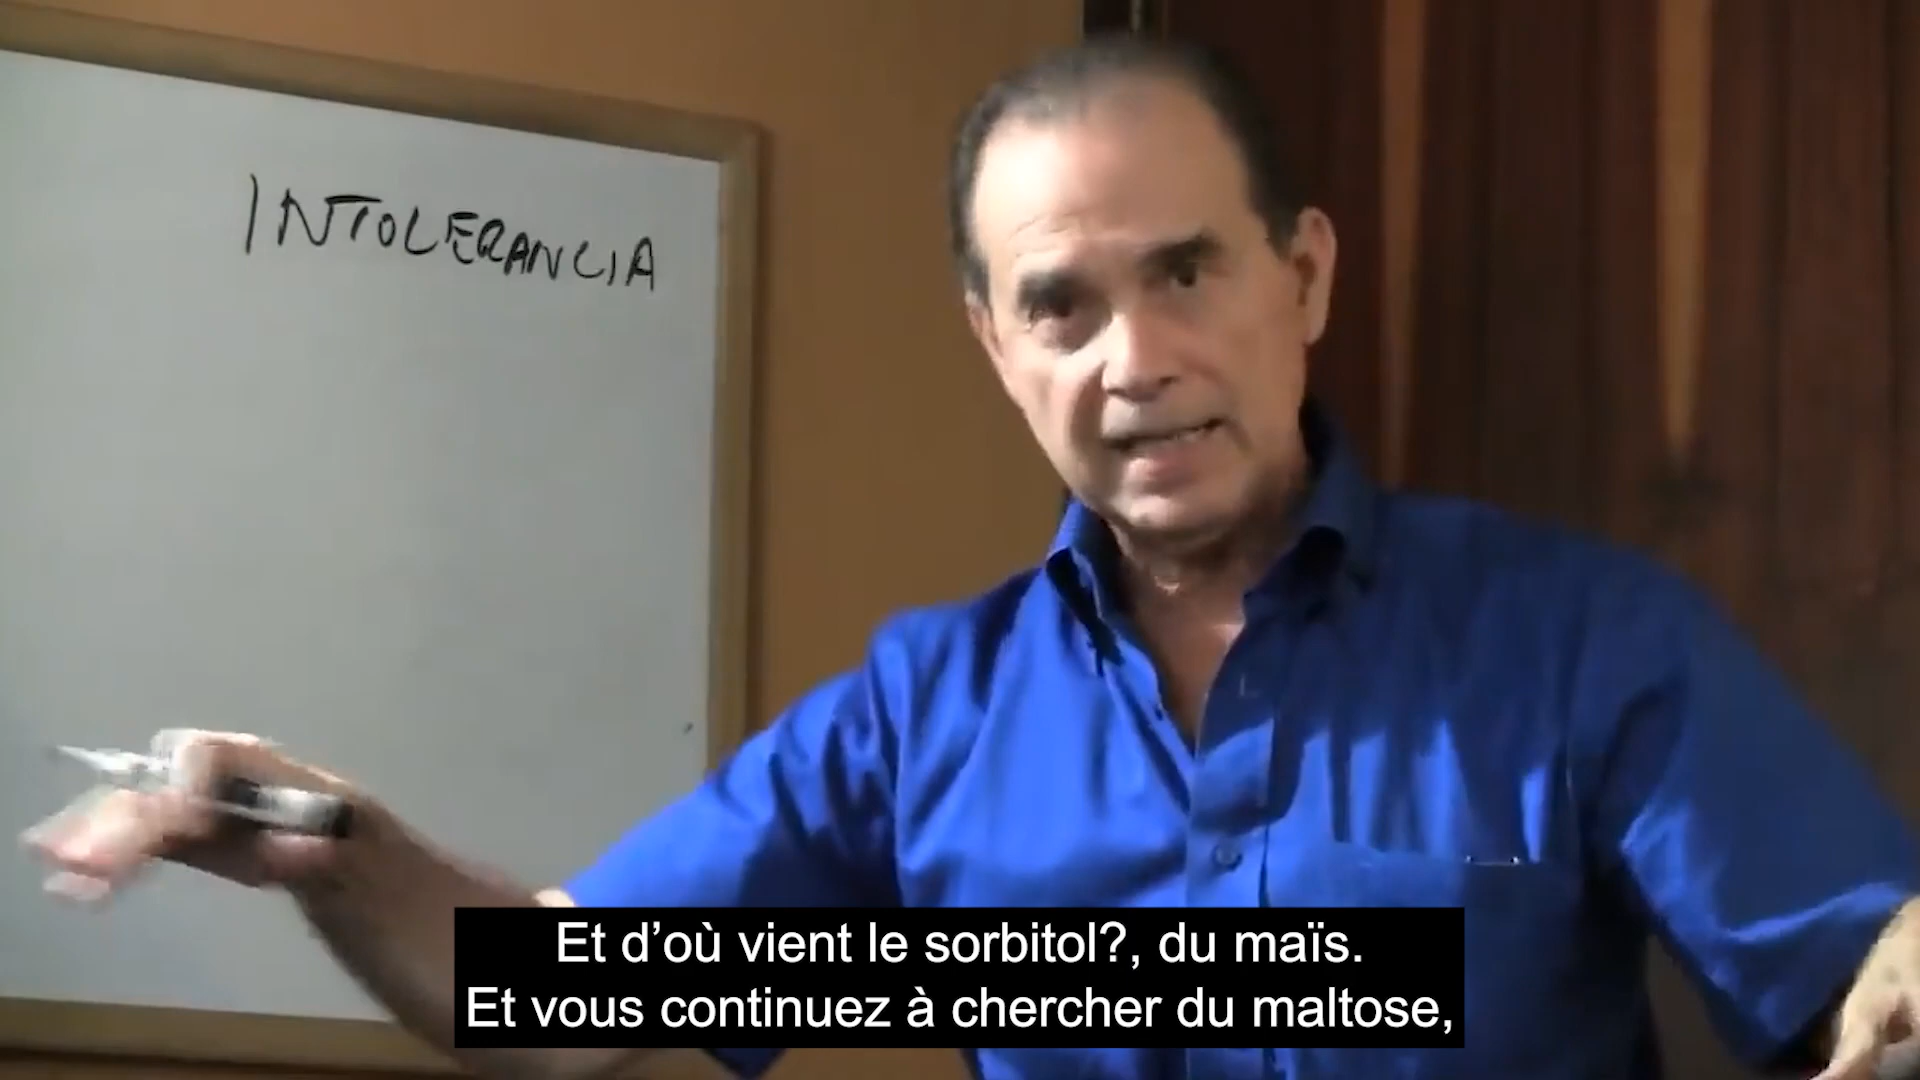 INTOLERANCIA
Et d’où vient le sorbitol?, du maïs.
Et vous continuez à chercher du maltose,